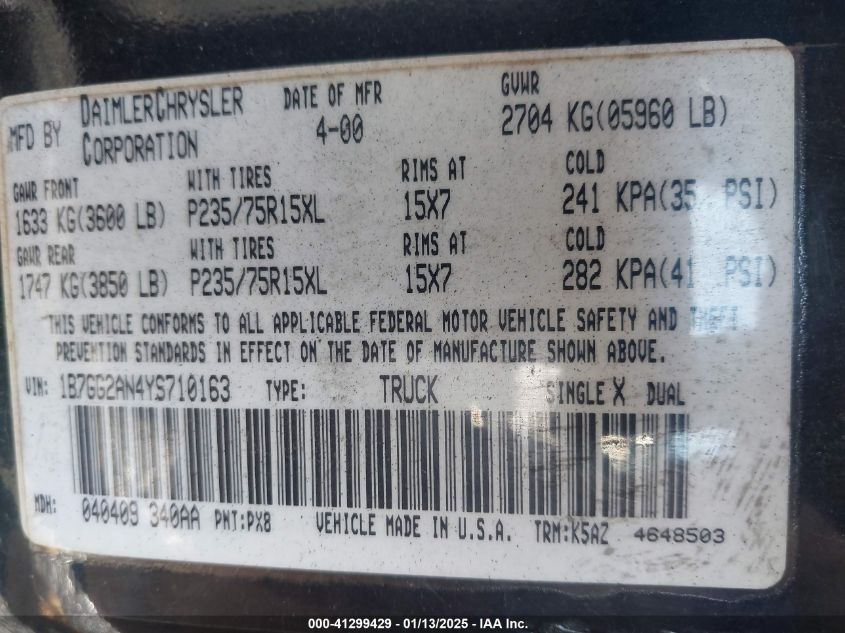 MFD BY DAIMLERCHRYSLER CORPORATION DATE OF MFR 4-00 GVWR 2704 KG(05960 LB)
GAWR FRONT WITH TIRES RIMS AT COLD
1633 KG(3600 LB) P235/75R15XL 15X7 241 KPA(35 PSI)
GAWR REAR WITH TIRES RIMS AT COLD
1747 KG(3850 LB) P235/75R15XL 15X7 282 KPA(41 PSI)
THIS VEHICLE CONFORMS TO ALL APPLICABLE FEDERAL MOTOR VEHICLE SAFETY AND THEFT
PREVENTION STANDARDS IN EFFECT ON THE DATE OF MANUFACTURE SHOWN ABOVE.
VIN: 1B7GG2AN4YS710163 TYPE: TRUCK SINGLE X DUAL
MDH: 040409 340AA PNT:PX8 VEHICLE MADE IN U.S.A. TRM:K5AZ 4648503
000-41299429 - 01/13/2025 - IAA Inc.